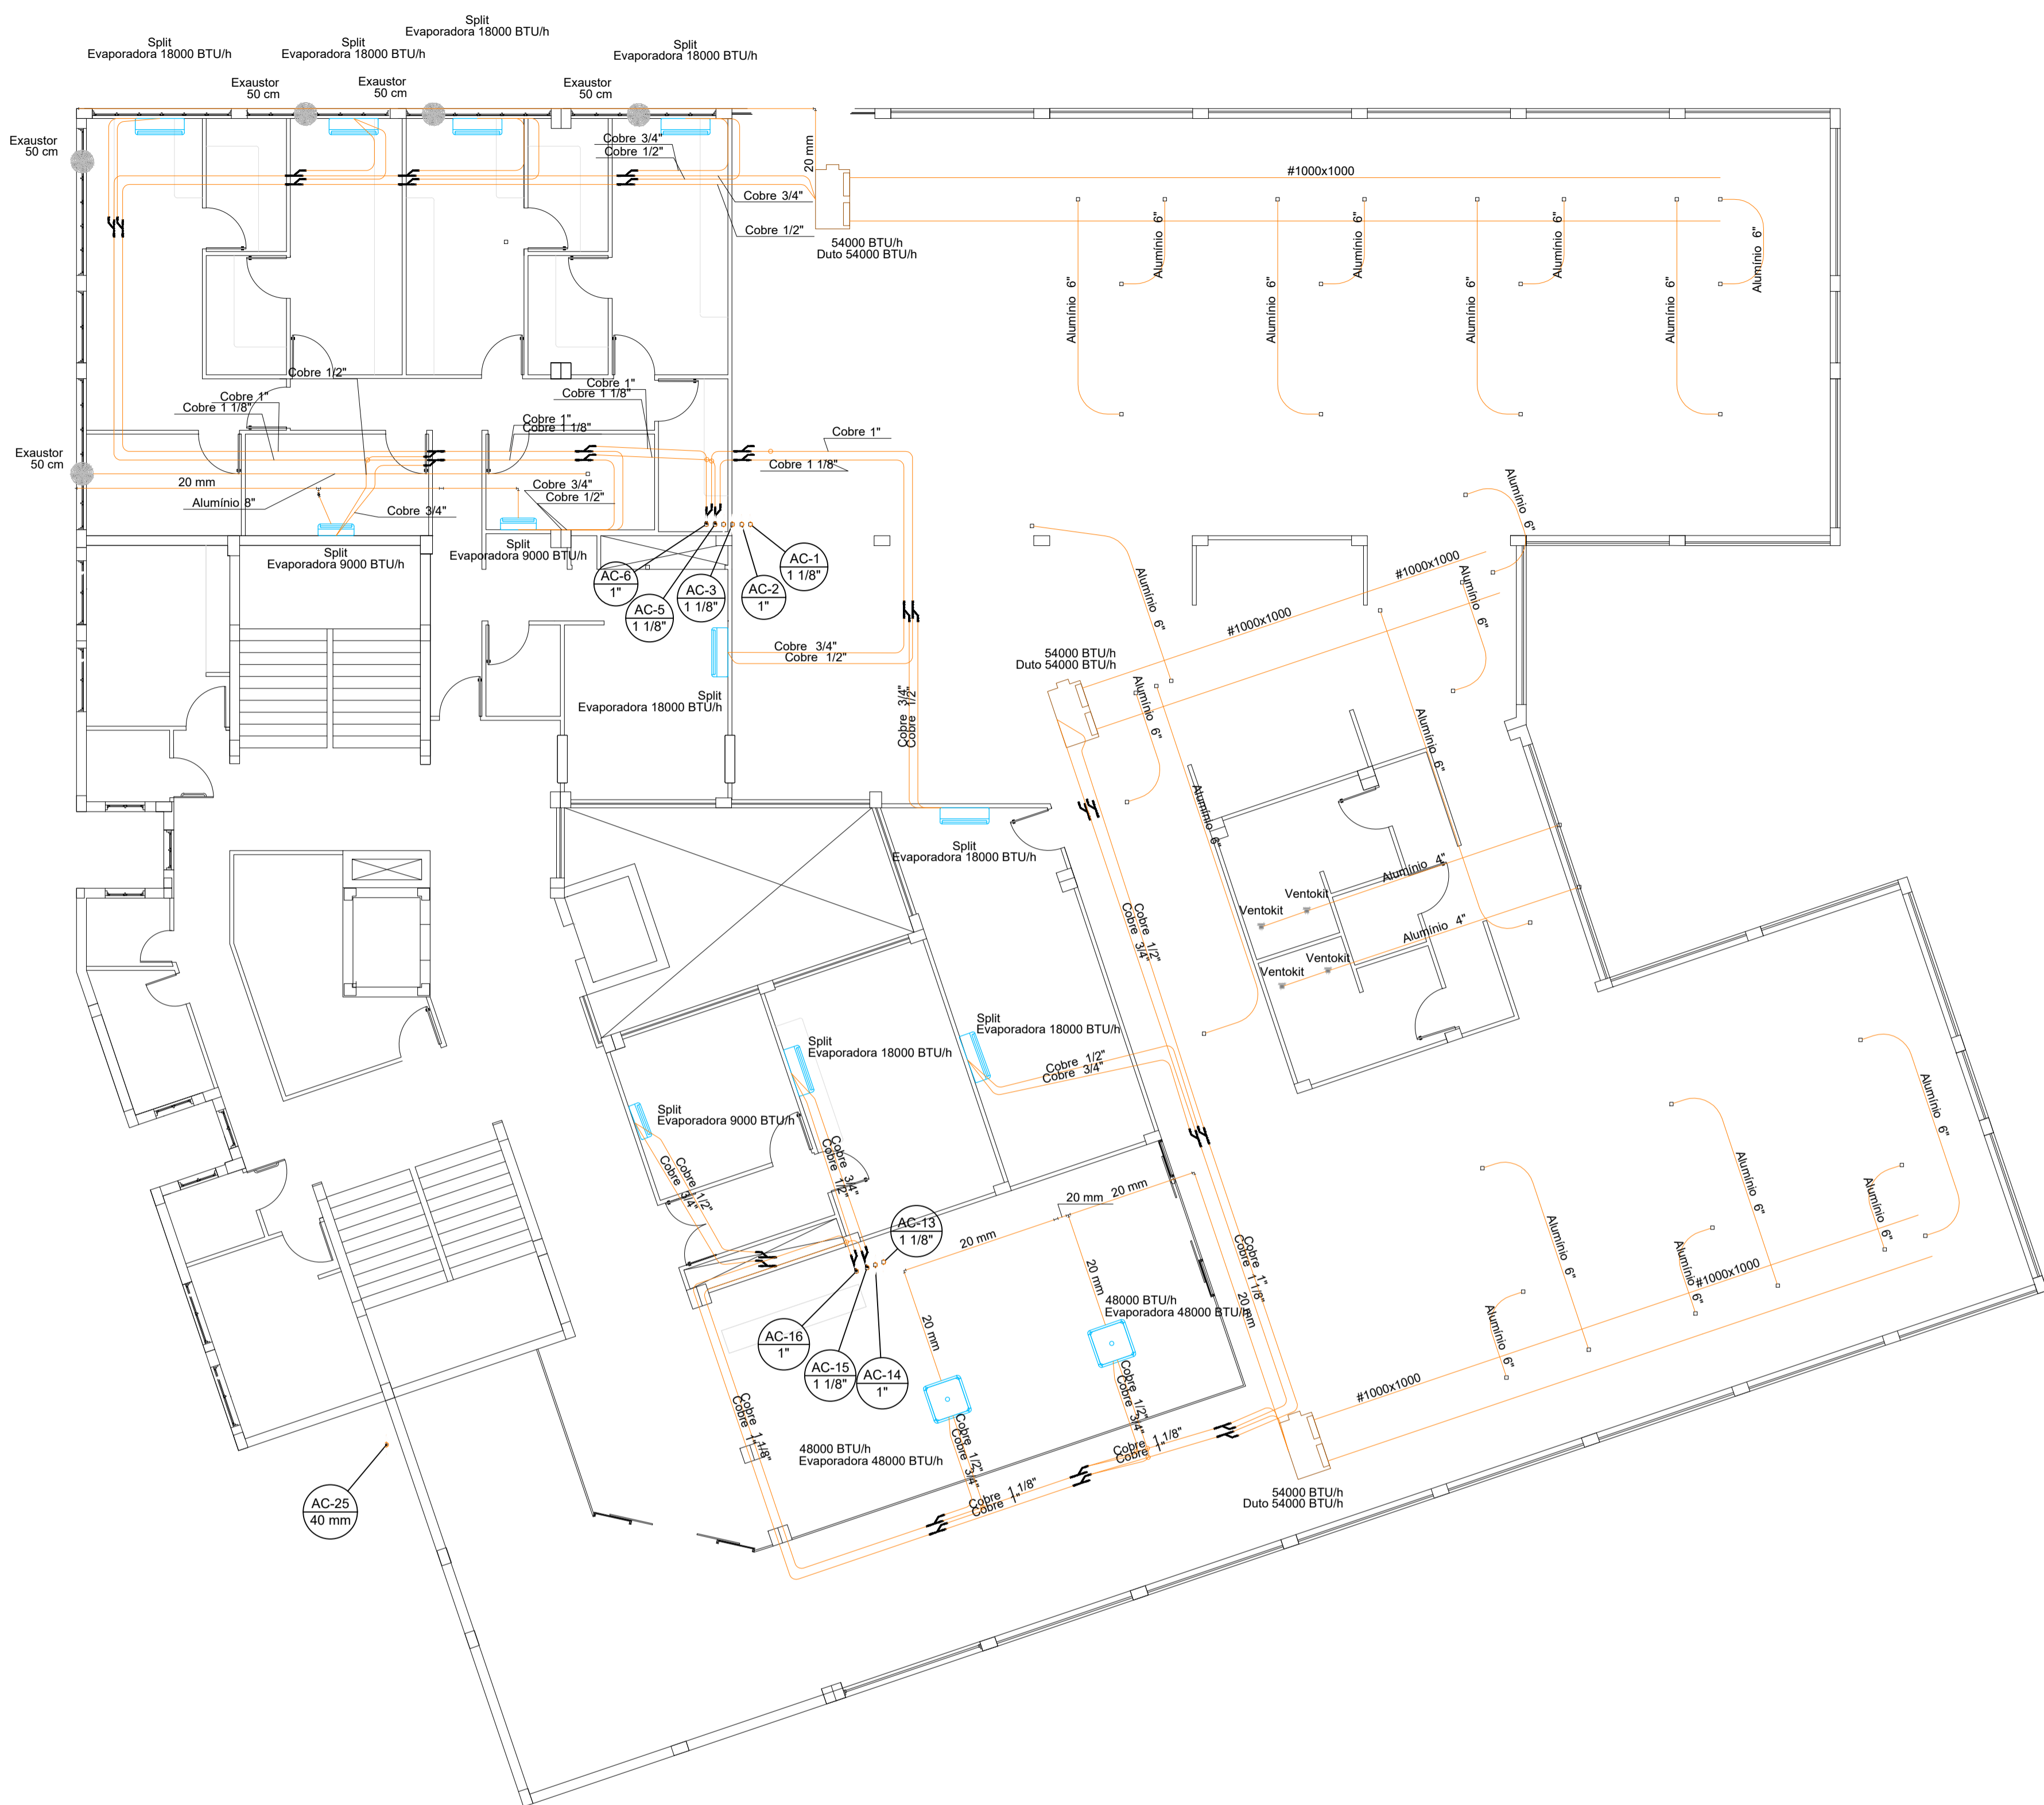 Split
Evaporadora 18000 BTU/h
Split
Evaporadora 18000 BTU/h
Split
Evaporadora 18000 BTU/h
Split
Evaporadora 18000 BTU/h
Exaustor
50 cm
Exaustor
50 cm
Exaustor
50 cm
Exaustor
50 cm
Cobre 3/4"
Cobre 1/2"
20 mm
Cobre 3/4"
Cobre 1/2"
54000 BTU/h
Duto 54000 BTU/h
#1000x1000
Alumínio 6"
Alumínio 6"
Alumínio 6"
Alumínio 6"
Alumínio 6"
Alumínio 6"
Alumínio 6"
Alumínio 6"
Cobre 1/2"
Cobre 1"
Cobre 1 1/8"
Cobre 1"
Cobre 1 1/8"
Cobre 1"
Cobre 1 1/8"
Cobre 1"
Cobre 1 1/8"
Exaustor
50 cm
20 mm
Alumínio 8"
Cobre 3/4"
Cobre 3/4"
Cobre 1/2"
Split
Evaporadora 9000 BTU/h
Split
Evaporadora 9000 BTU/h
AC-6
1"
AC-5
1 1/8"
AC-3
1 1/8"
AC-2
1"
AC-1
1 1/8"
Cobre 3/4"
Cobre 1/2"
Split
Evaporadora 18000 BTU/h
Cobre 3/4"
Cobre 1/2"
Alumínio 6"
Alumínio 6"
Alumínio 6"
#1000x1000
#1000x1000
54000 BTU/h
Duto 54000 BTU/h
Alumínio 6"
Alumínio 6"
Alumínio 6"
Split
Evaporadora 18000 BTU/h
Alumínio 4"
Ventokit
Ventokit
Alumínio 4"
Ventokit
Ventokit
Cobre 1/2"
Cobre 3/4"
Split
Evaporadora 18000 BTU/h
Split
Evaporadora 18000 BTU/h
Cobre 1/2"
Cobre 3/4"
Split
Evaporadora 9000 BTU/h
Cobre 1/2"
Cobre 3/4"
Cobre 3/4"
Cobre 1/2"
20 mm
20 mm
20 mm
AC-13
1 1/8"
20 mm
20 mm
48000 BTU/h
Evaporadora 48000 BTU/h
Cobre 1"
Cobre 1 1/8"
20 mm
AC-16
1"
AC-15
1 1/8"
AC-14
1"
Alumínio 6"
Alumínio 6"
Alumínio 6"
Alumínio 6"
Alumínio 6"
Alumínio 6"
#1000x1000
#1000x1000
Cobre 1/2"
Cobre 3/4"
Cobre 1 1/8"
Cobre 1"
Cobre 1/2"
Cobre 3/4"
48000 BTU/h
Evaporadora 48000 BTU/h
Cobre 1 1/8"
Cobre 1"
Cobre 1 1/8"
Cobre 1"
54000 BTU/h
Duto 54000 BTU/h
AC-25
40 mm